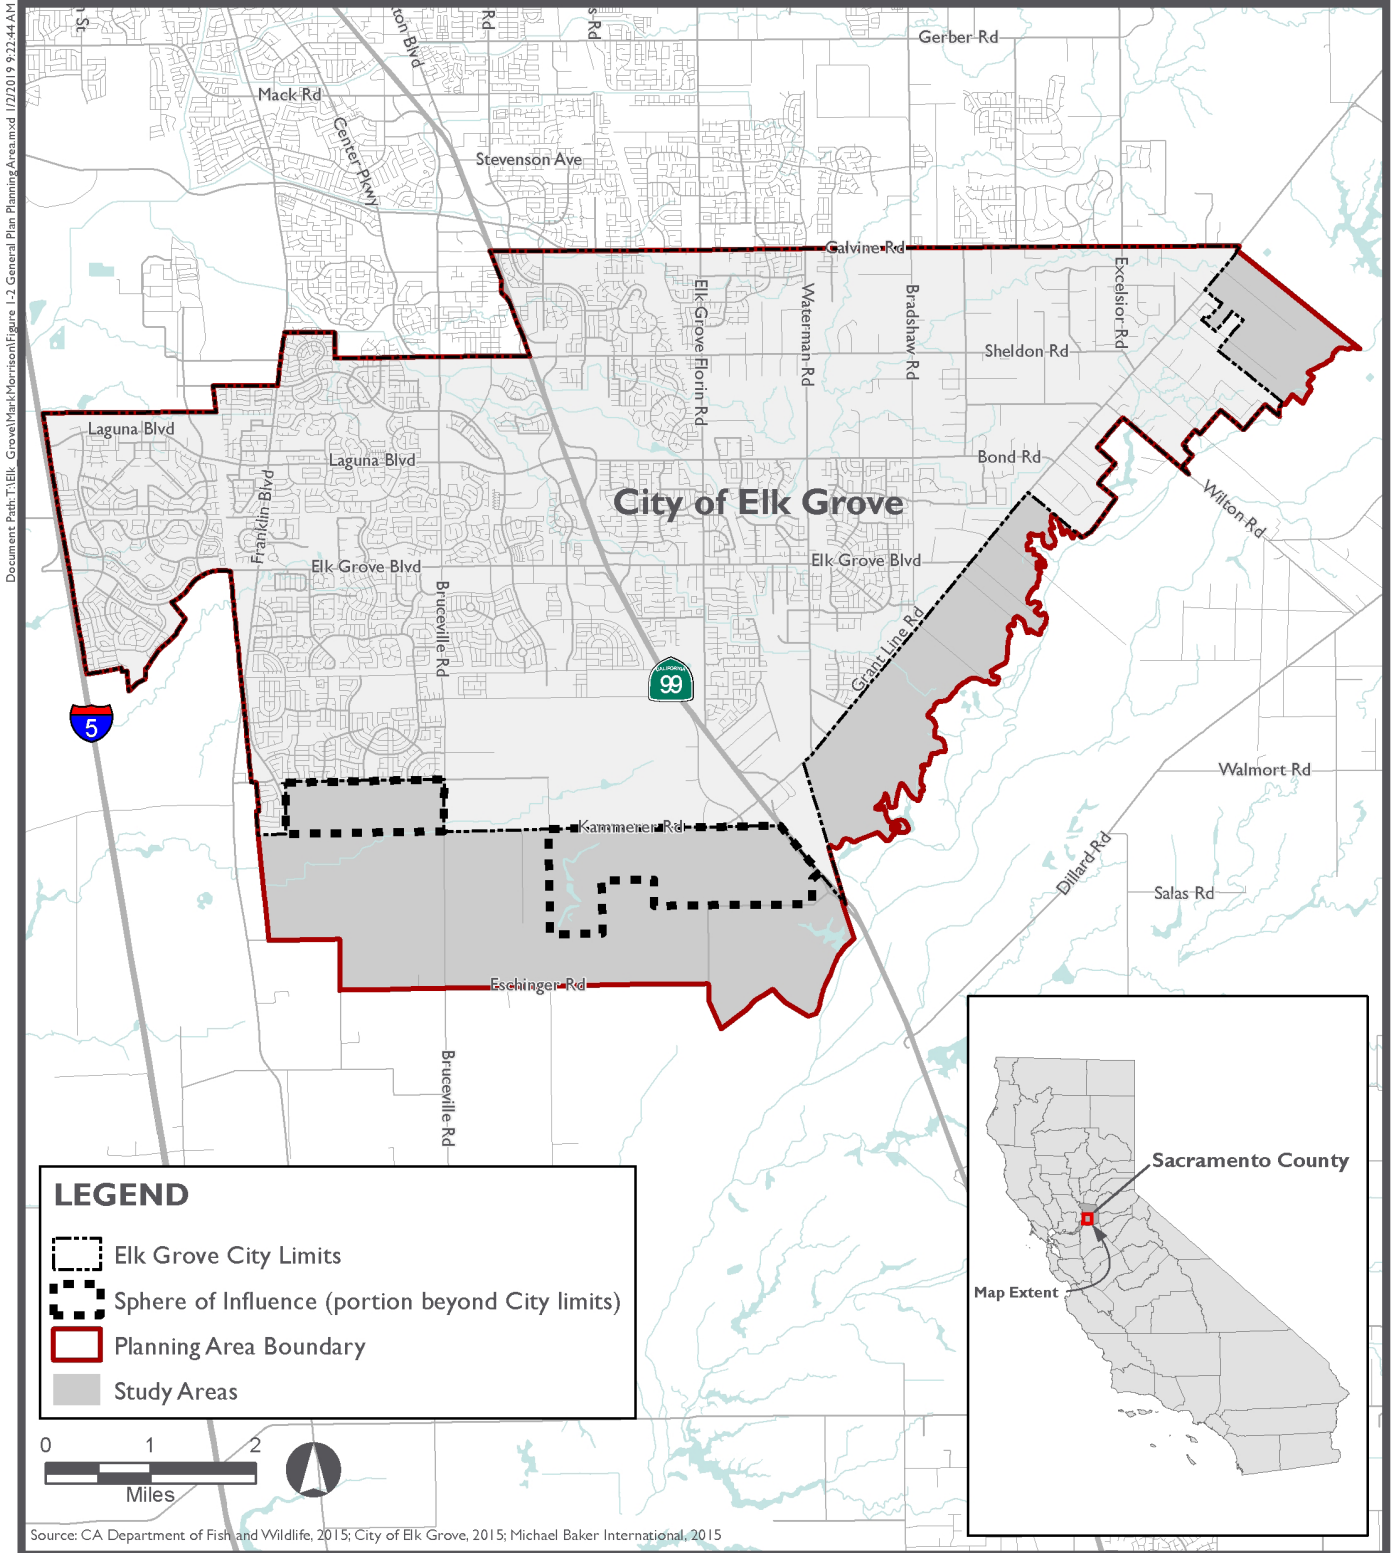 Document Path: T:\Elk_Grove\MarkMorrison\Figure 1-2 General Plan Planning Area.mxd 1/2/2019 9:22:44 AM
St
Rd
s Rd
ton Blvd
Gerber Rd
Mack Rd
Center Pkwy
Stevenson Ave
Calvine Rd
Elk Grove Florin Rd
Waterman Rd
Bradshaw Rd
Excelsior Rd
Sheldon Rd
Laguna Blvd
Laguna Blvd
Bond Rd
Franklin Blvd
City of Elk Grove
Wilton Rd
Elk Grove Blvd
Elk Grove Blvd
Bruceville Rd
Grant Line Rd
CALIFORNIA
99
5
Walmort Rd
Kammerer Rd
Dillard Rd
Salas Rd
Eschinger Rd
Bruceville Rd
Sacramento County
Map Extent
LEGEND
Elk Grove City Limits
Sphere of Influence (portion beyond City limits)
Planning Area Boundary
Study Areas
0 1 2
Miles
Source: CA Department of Fish and Wildlife, 2015; City of Elk Grove, 2015; Michael Baker International, 2015